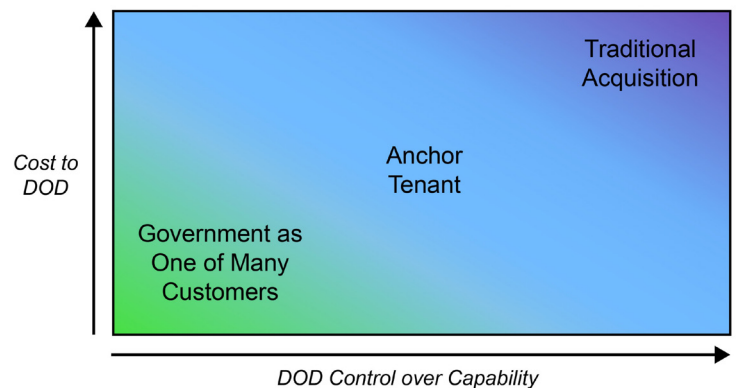 Traditional
Acquisition
Cost to
DOD
Anchor
Tenant
Government as
One of Many
Customers
DOD Control over Capability